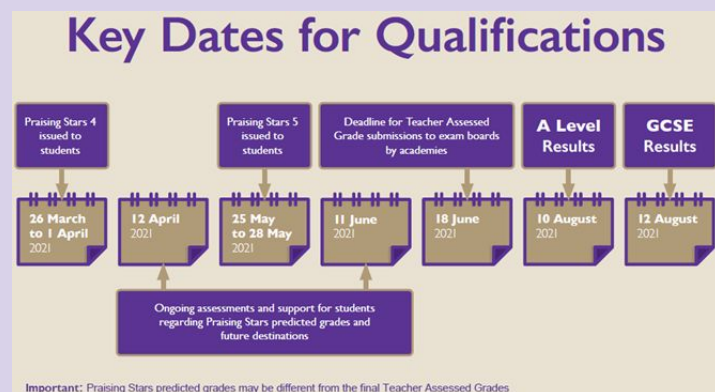 Key Dates for Qualifications
Praising Stars 4
issued to
students
Praising Stars 5
issued to
students
Deadline for Teacher Assessed
Grade submissions to exam boards
by academies
A Level
Results
GCSE
Results
26 March
to 1 April
2021
12 April
2021
25 May
to 28 May
2021
11 June
2021
18 June
2021
10 August
2021
12 August
2021
Ongoing assessments and support for students
regarding Praising Stars predicted grades and
future destinations
Important: Praising Stars predicted grades may be different from the final Teacher Assessed Grades